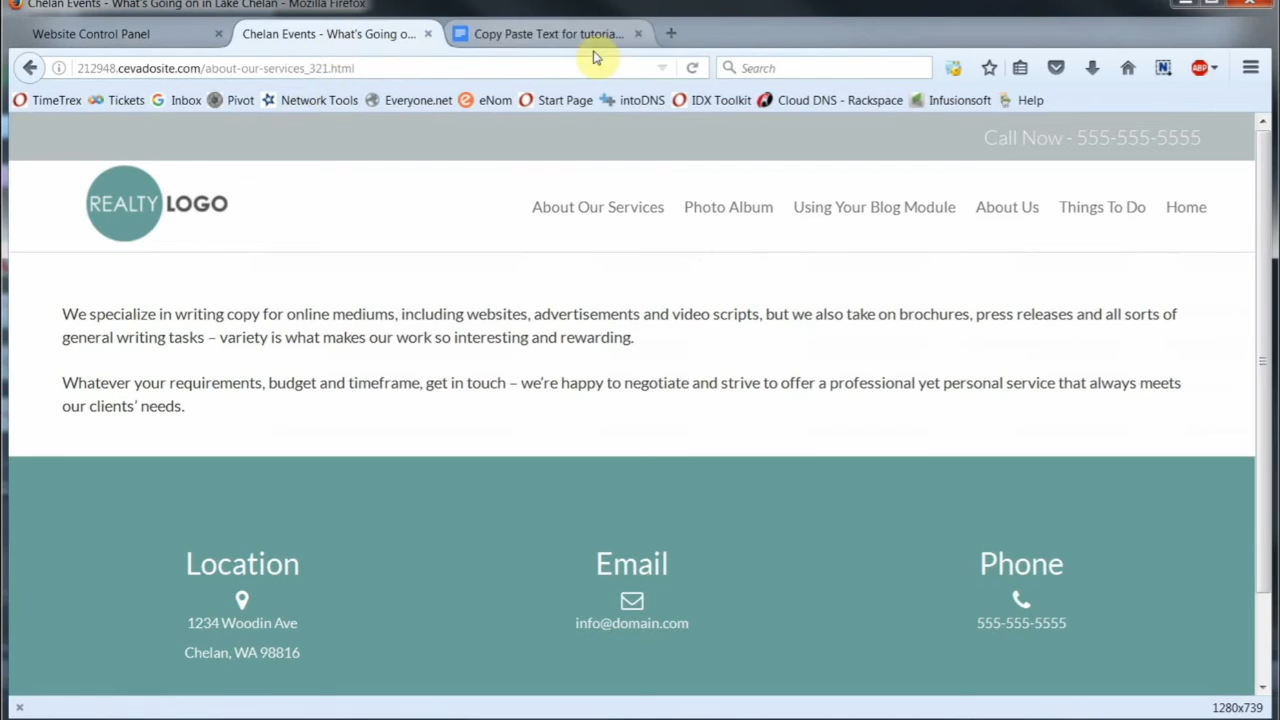 Chelan Events - What's Going on in Lake Chelan - Mozilla Firefox
Website Control Panel
Chelan Events - What's Going o...
Copy Paste Text for tutoria...
212948.cevadosite.com/about-our-services_321.html
Search
TimeTrex
Tickets
Inbox
Pivot
Network Tools
Everyone.net
eNom
Start Page
intoDNS
IDX Toolkit
Cloud DNS - Rackspace
Infusionsoft
Help
Call Now - 555-555-5555
REALTY LOGO
About Our Services
Photo Album
Using Your Blog Module
About Us
Things To Do
Home
We specialize in writing copy for online mediums, including websites, advertisements and video scripts, but we also take on brochures, press releases and all sorts of
general writing tasks – variety is what makes our work so interesting and rewarding.
Whatever your requirements, budget and timeframe, get in touch – we're happy to negotiate and strive to offer a professional yet personal service that always meets
our clients' needs.
Location
1234 Woodin Ave
Chelan, WA 98816
Email
info@domain.com
Phone
555-555-5555
1280x739